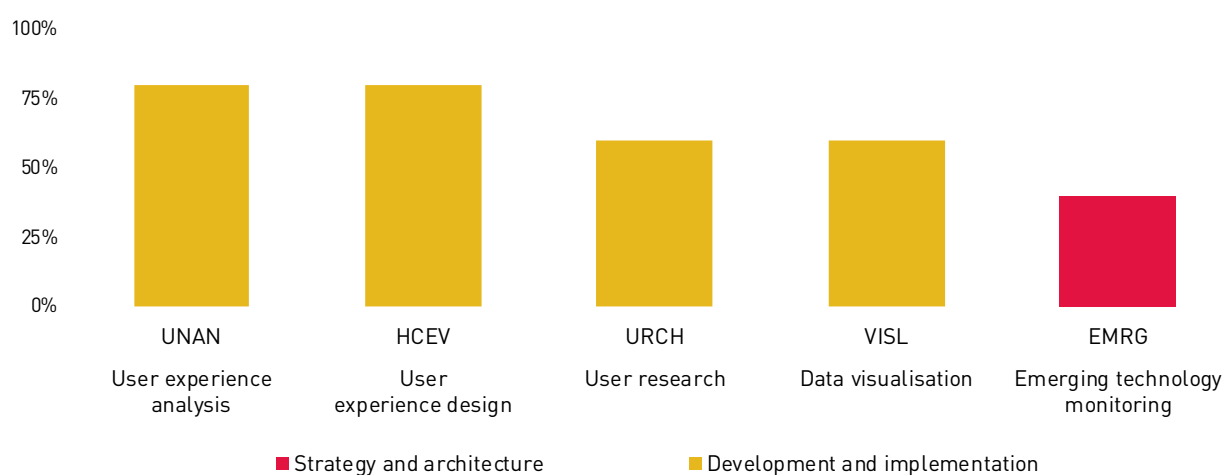 100%
75%
50%
25%
0%
UNAN
HCEV
URCH
VISL
EMRG
User experience
analysis
User
experience design
User research
Data visualisation
Emerging technology
monitoring
Strategy and architecture
Development and implementation